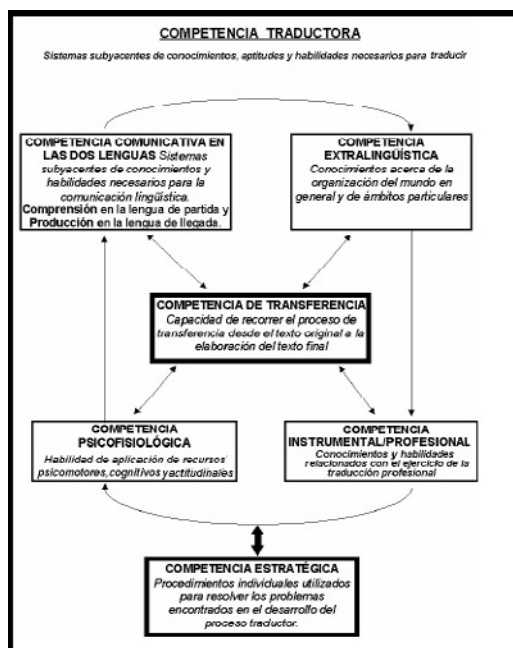 COMPETENCIA TRADUCTORA
Sistemas subyacentes de conocimientos, aptitudes y habilidades necesarios para traducir
COMPETENCIA COMUNICATIVA EN
LAS DOS LENGUAS Sistemas
subyacentes de conocimientos y
habilidades necesarios para la
comunicación lingüística.
Comprensión en la lengua de partida y
Producción en la lengua de llegada.
COMPETENCIA
EXTRALINGÜÍSTICA
Conocimientos acerca de la
organización del mundo en
general y de ámbitos particulares
COMPETENCIA DE TRANSFERENCIA
Capacidad de recorrer el proceso de
transferencia desde el texto original a la
elaboración del texto final
COMPETENCIA
PSICOFISIOLÓGICA
Habilidad de aplicación de recursos
psicomotores, cognitivos yactitudinales
COMPETENCIA
INSTRUMENTAL/PROFESIONAL
Conocimientos y habilidades
relacionados con el ejercicio de la
traducción profesional
COMPETENCIA ESTRATÉGICA
Procedimientos individuales utilizados
para resolver los problemas
encontrados en el desarrollo del
proceso traductor.